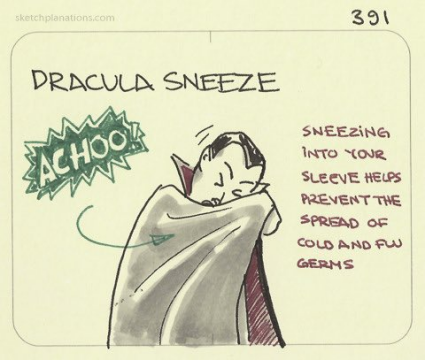 sketchplanations.com
391
DRACULA SNEEZE
ACHOO!
SNEEZING
INTO YOUR
SLEEVE HELPS
PREVENT THE
SPREAD OF
COLD AND FLU
GERMS